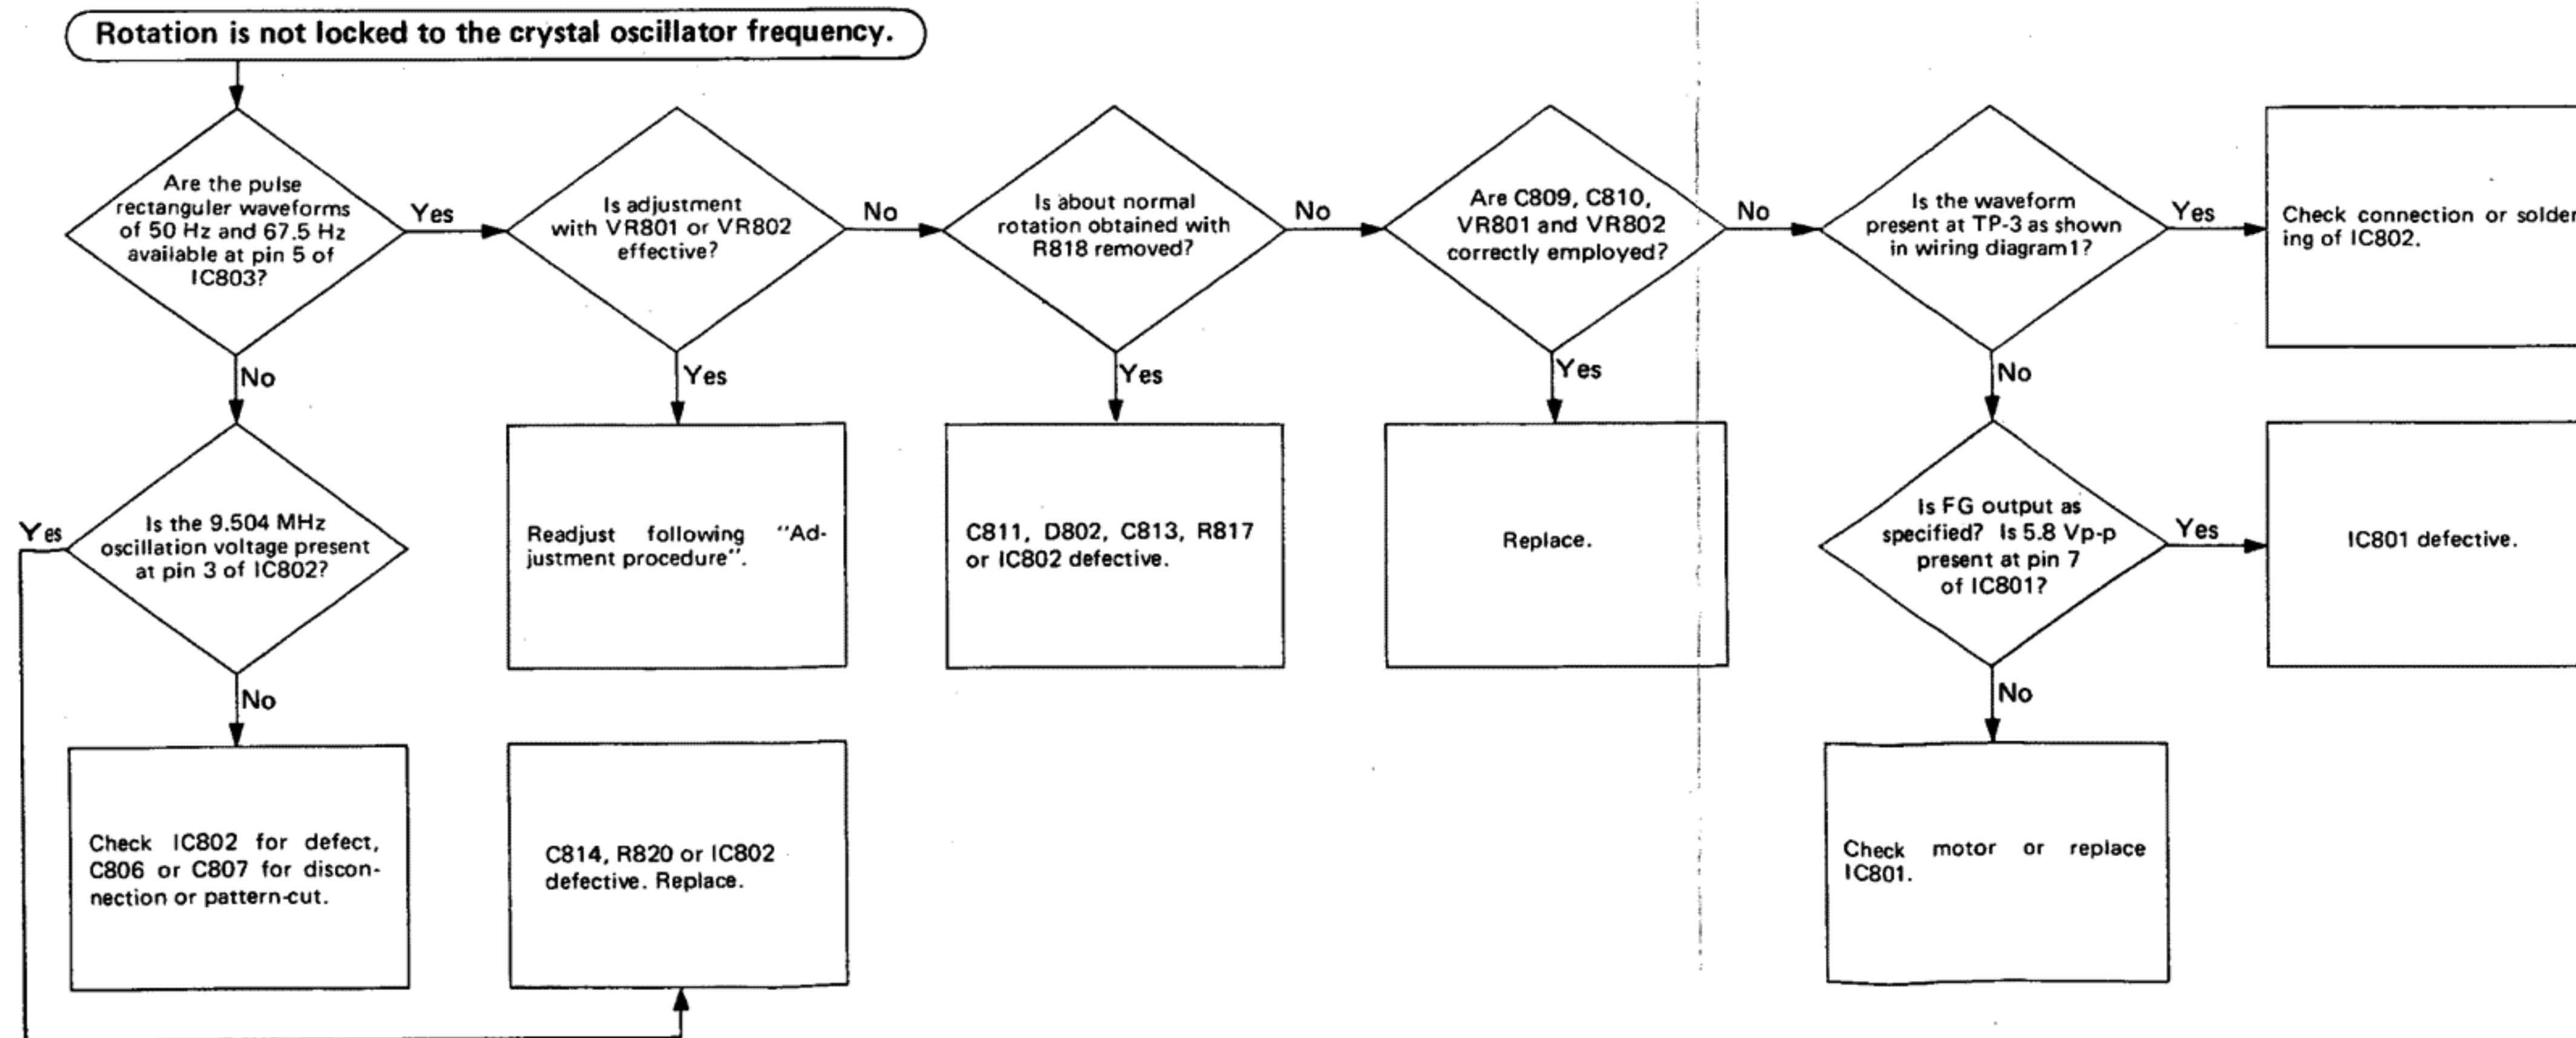 Rotation is not locked to the crystal oscillator frequency.
Are the pulse
rectanguler waveforms
of 50 Hz and 67.5 Hz
available at pin 5 of
IC803?
Yes
No
Is adjustment
with VR801 or VR802
effective?
No
Yes
Is about normal
rotation obtained with
R818 removed?
No
Yes
Are C809, C810,
VR801 and VR802
correctly employed?
No
Yes
Is the waveform
present at TP-3 as shown
in wiring diagram1?
Yes
No
Check connection or solder
ing of IC802.
Yes
Is the 9.504 MHz
oscillation voltage present
at pin 3 of IC802?
No
Readjust following "Ad-
justment procedure".
C811, D802, C813, R817
or IC802 defective.
Replace.
Is FG output as
specified? Is 5.8 Vp-p
present at pin 7
of IC801?
Yes
No
IC801 defective.
Check IC802 for defect,
C806 or C807 for discon-
nection or pattern-cut.
C814, R820 or IC802
defective. Replace.
Check motor or replace
IC801.